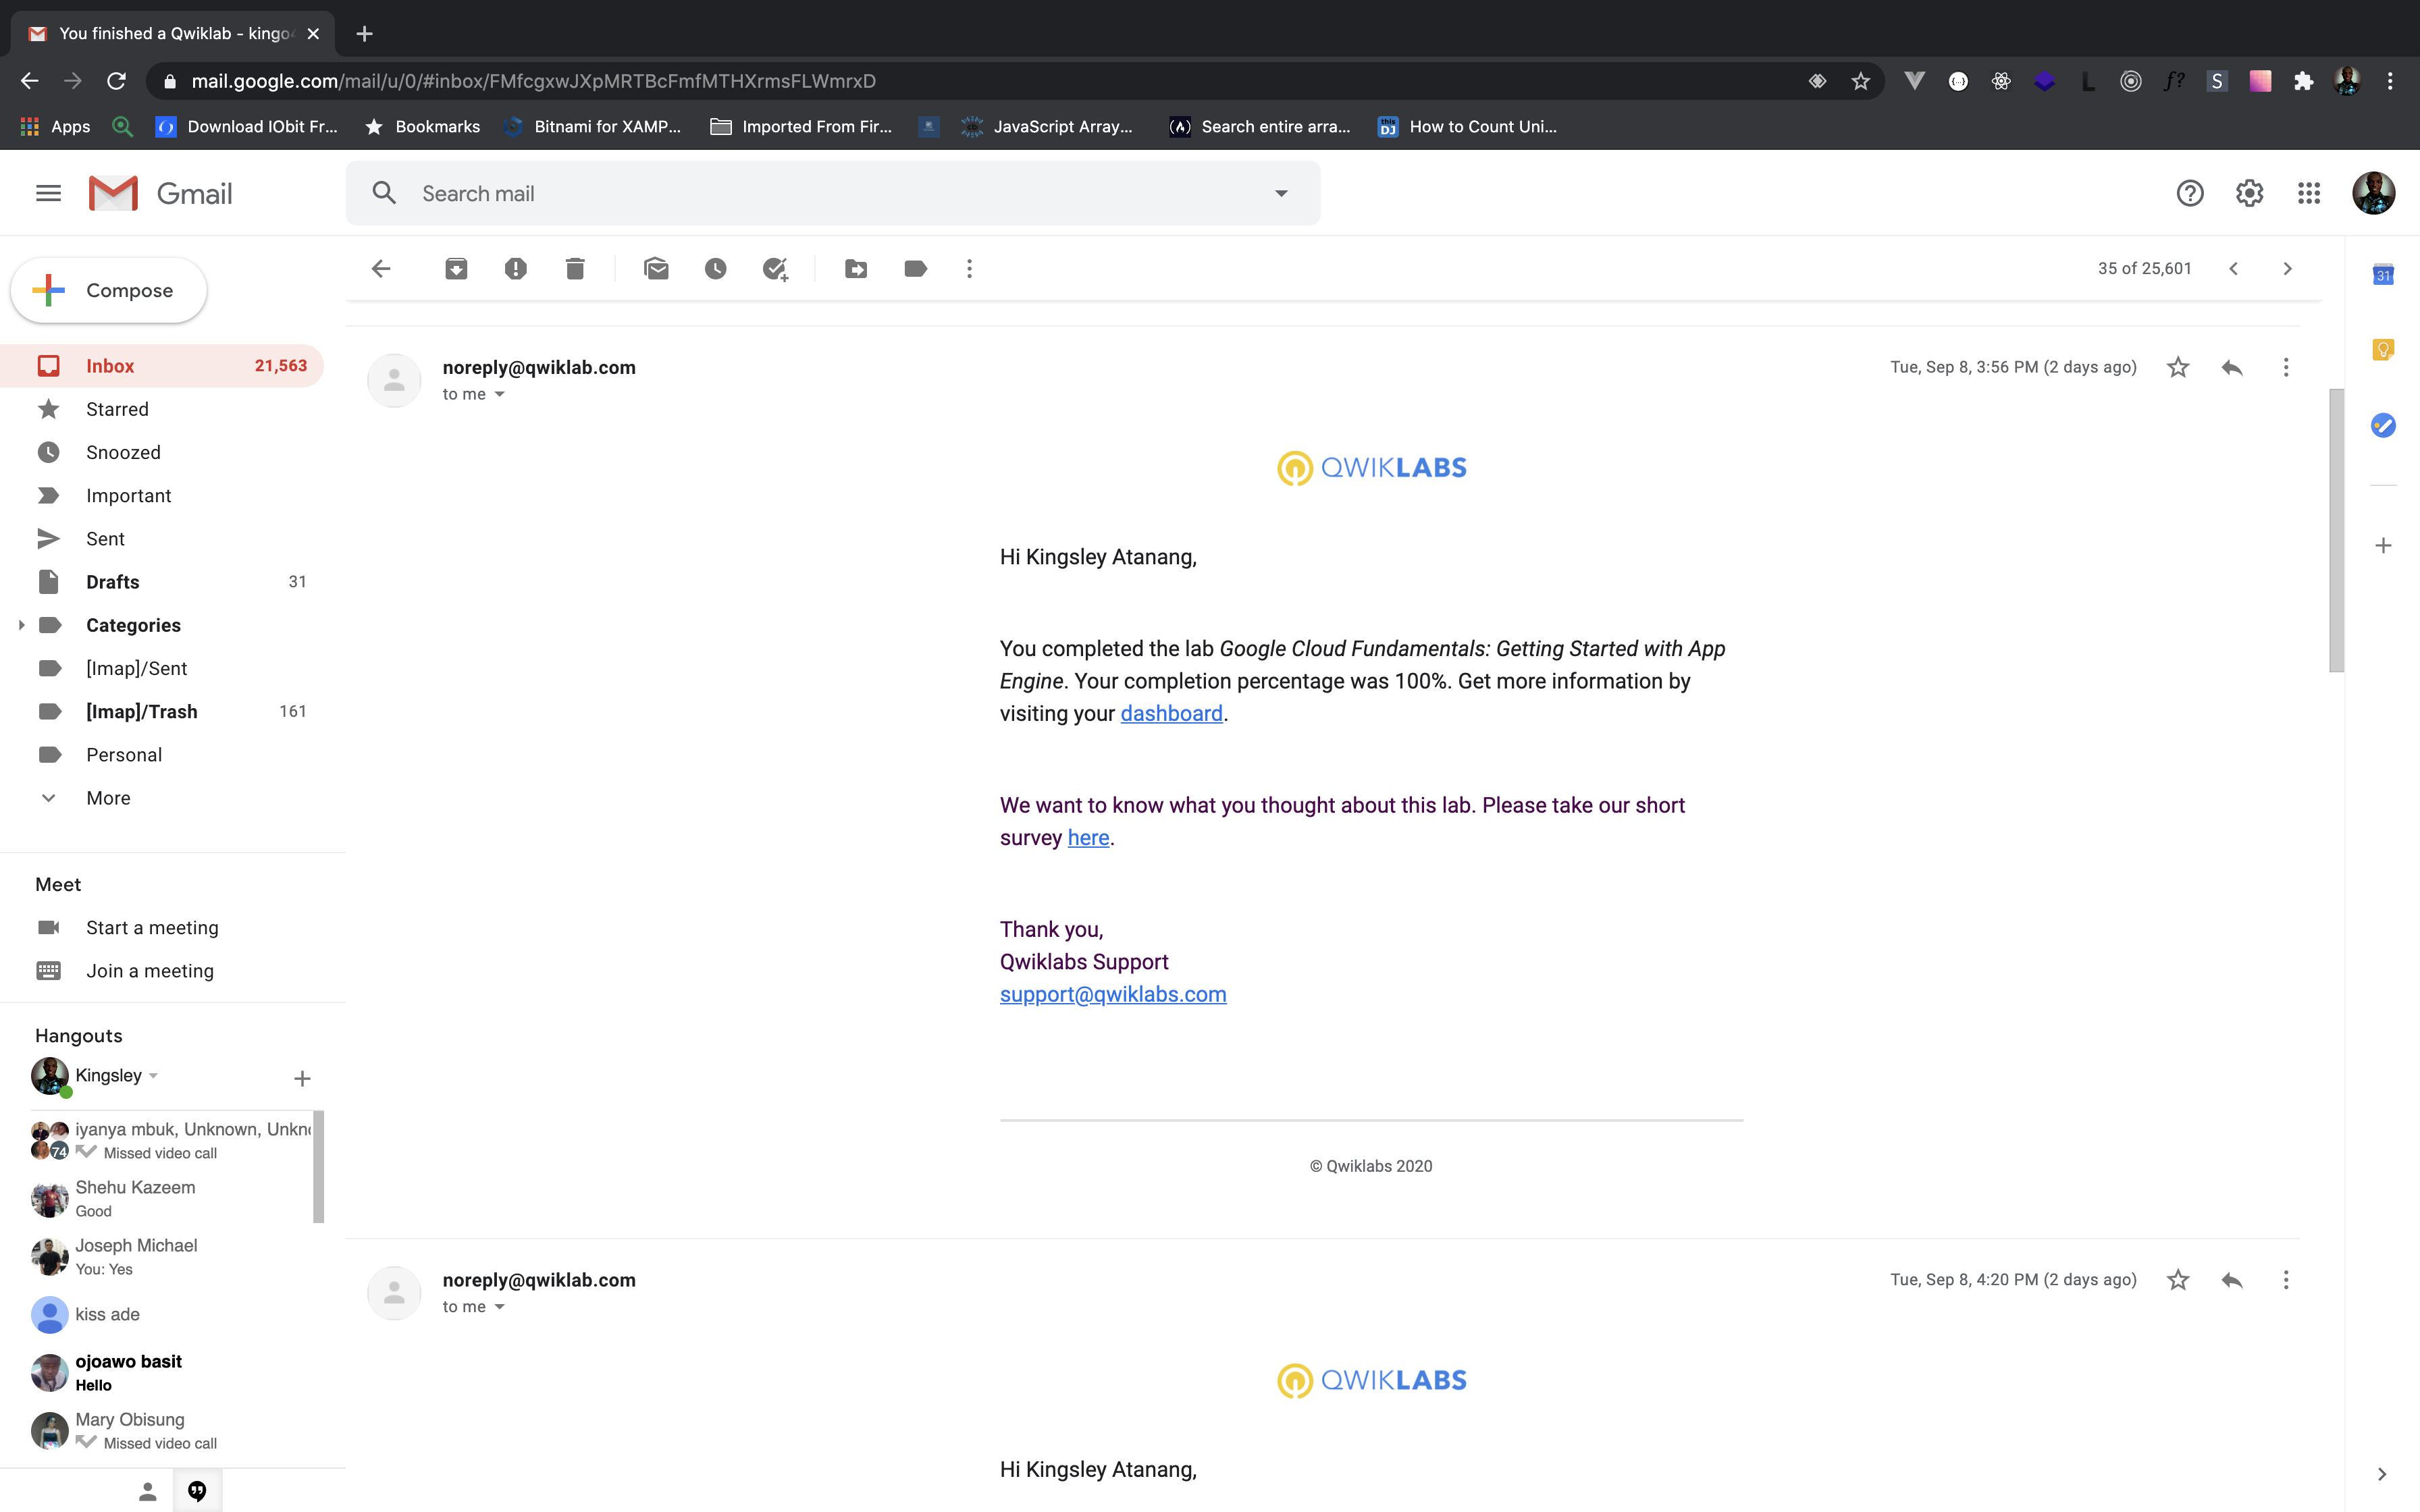 You finished a Qwiklab - kingo4
mail.google.com/mail/u/0/#inbox/FMfcgxwJXpMRTBcFmfMTHXrmsFLWmrxD
Apps
Download IObit Fr...
Bookmarks
Bitnami for XAMP...
Imported From Fir...
JavaScript Array...
Search entire arra...
How to Count Uni...
Gmail
Search mail
Compose
35 of 25,601
Inbox 21,563
Starred
Snoozed
Important
Sent
Drafts 31
Categories
[Imap]/Sent
[Imap]/Trash 161
Personal
More
Meet
Start a meeting
Join a meeting
Hangouts
Kingsley
iyanya mbuk, Unknown, Unkn
74
Missed video call
Shehu Kazeem
Good
Joseph Michael
You: Yes
kiss ade
ojoawo basit
Hello
Mary Obisung
Missed video call
noreply@qwiklab.com
Tue, Sep 8, 3:56 PM (2 days ago)
to me
QWIKLABS
Hi Kingsley Atanang,
You completed the lab Google Cloud Fundamentals: Getting Started with App
Engine. Your completion percentage was 100%. Get more information by
visiting your dashboard.
We want to know what you thought about this lab. Please take our short
survey here.
Thank you,
Qwiklabs Support
support@qwiklabs.com
© Qwiklabs 2020
noreply@qwiklab.com
Tue, Sep 8, 4:20 PM (2 days ago)
to me
QWIKLABS
Hi Kingsley Atanang,
31